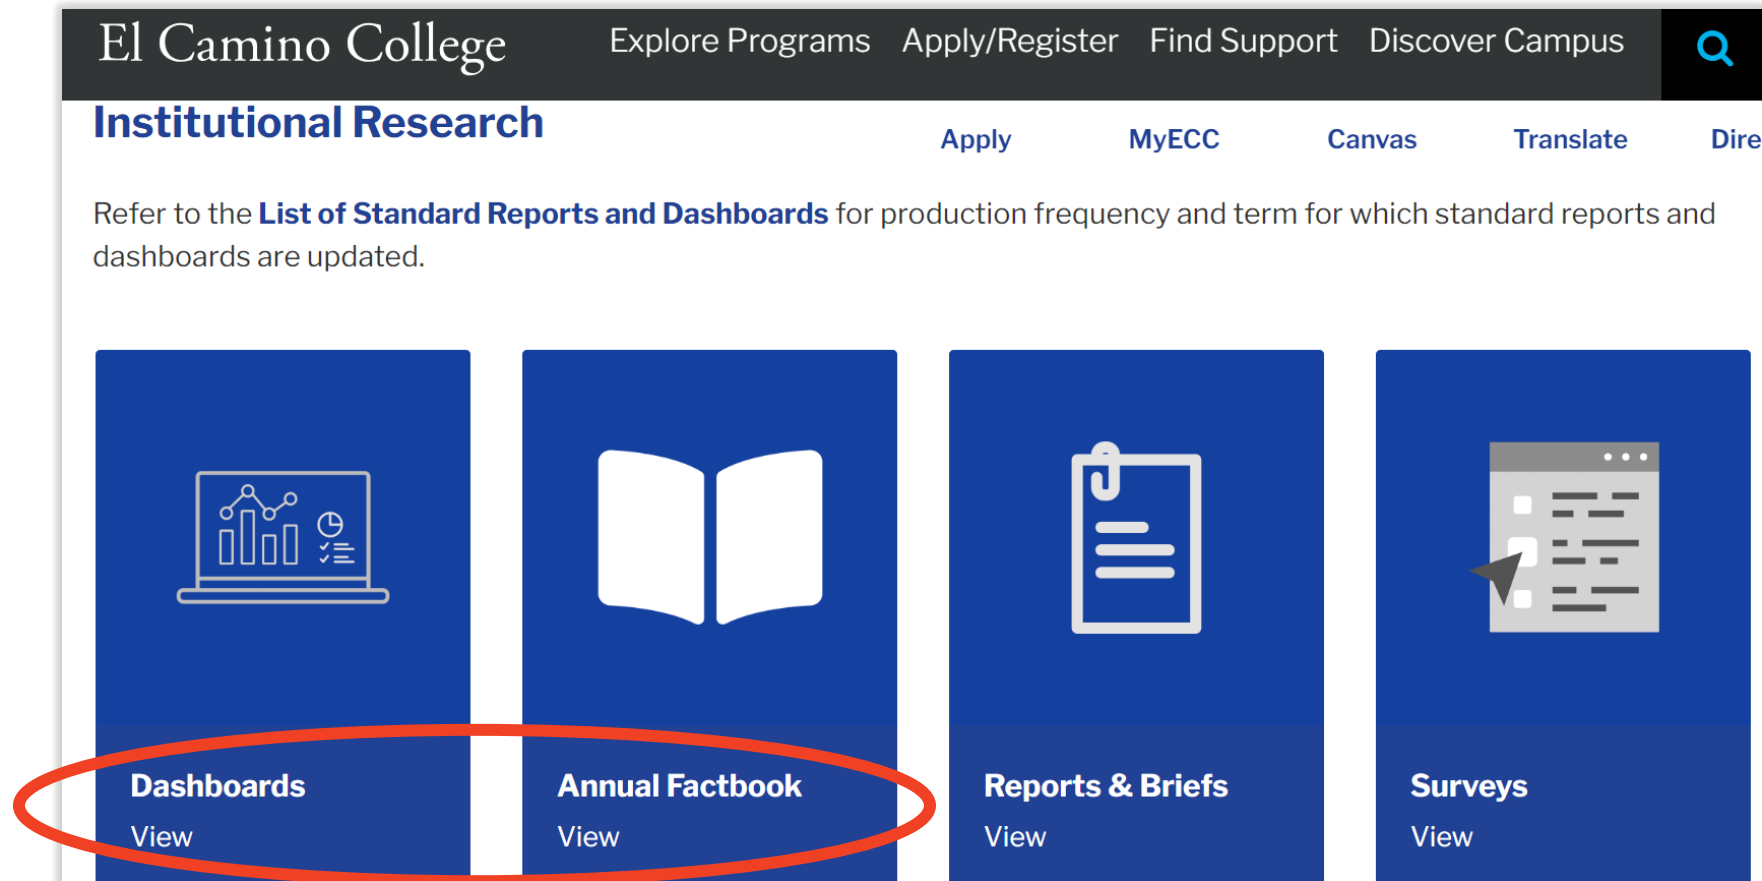 El Camino College
Explore Programs Apply/Register Find Support Discover Campus
Institutional Research
Apply MyECC Canvas Translate Dire
Refer to the List of Standard Reports and Dashboards for production frequency and term for which standard reports and
dashboards are updated.
Dashboards
View
Annual Factbook
View
Reports & Briefs
View
Surveys
View